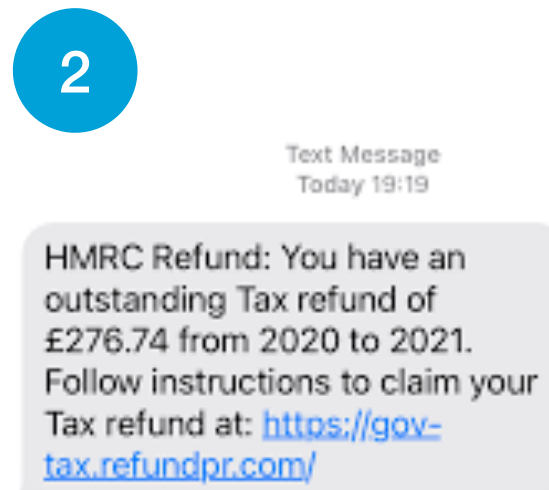 2
Text Message
Today 19:19
HMRC Refund: You have an
outstanding Tax refund of
£276.74 from 2020 to 2021.
Follow instructions to claim your
Tax refund at: https://gov-
tax.refundpr.com/